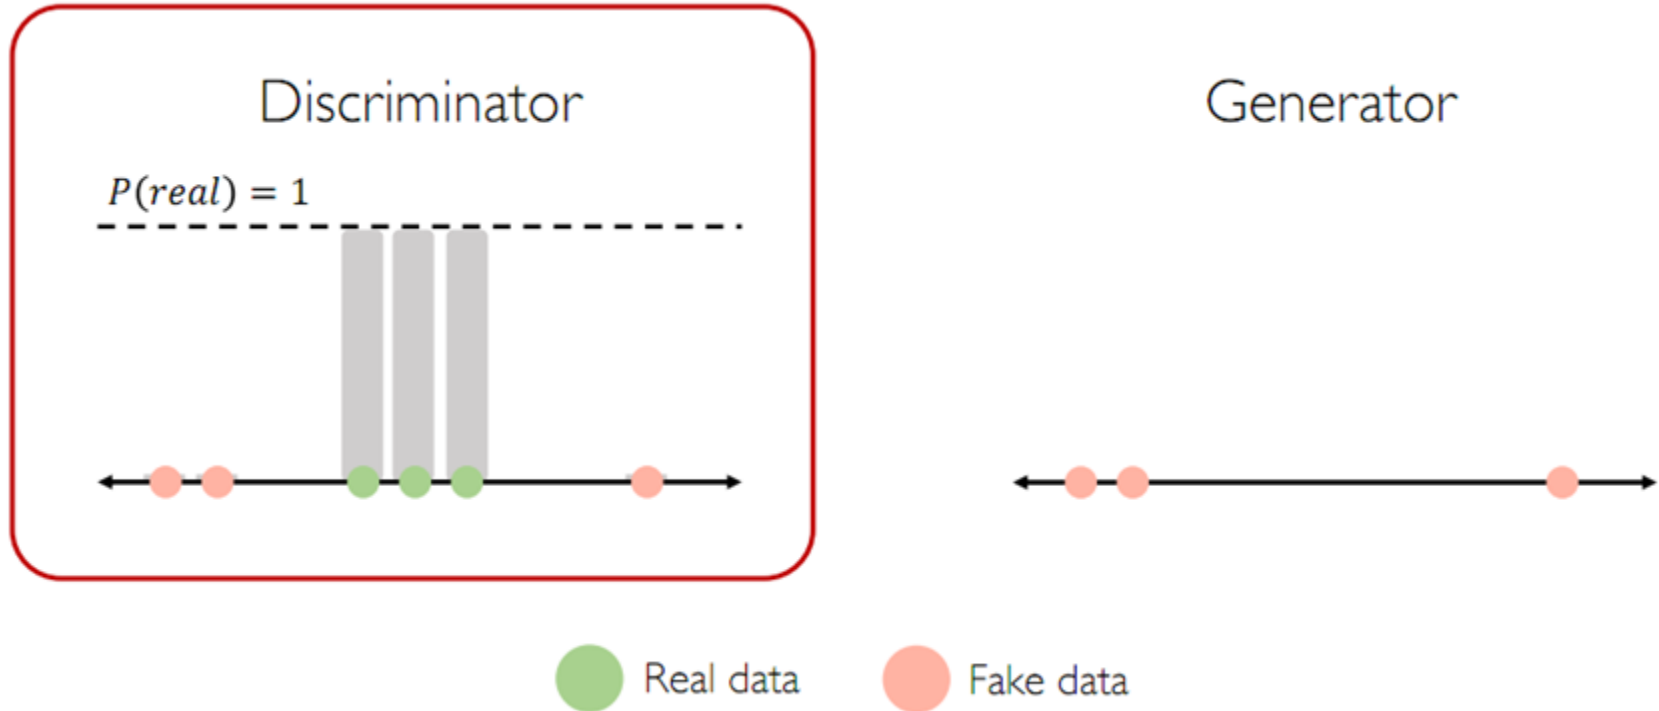 Discriminator
Generator
P(real) = 1
Real data
Fake data